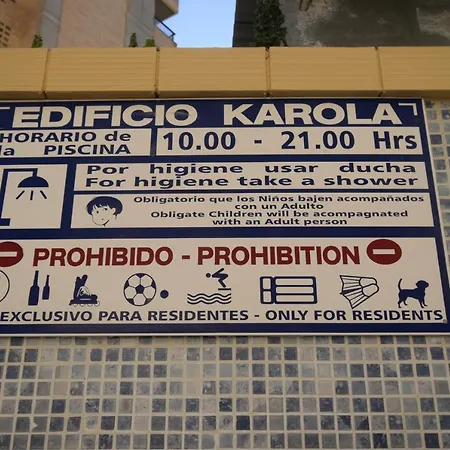 EDIFICIO KAROLA
HORARIO de
la PISCINA
10.00 - 21.00 Hrs
Por higiene usar ducha
For higiene take a shower
Obligatorio que los Niños bajen acompañados
con un Adulto
Obligate Children will be acompagnated
with an Adult person
PROHIBIDO - PROHIBITION
EXCLUSIVO PARA RESIDENTES - ONLY FOR RESIDENTS